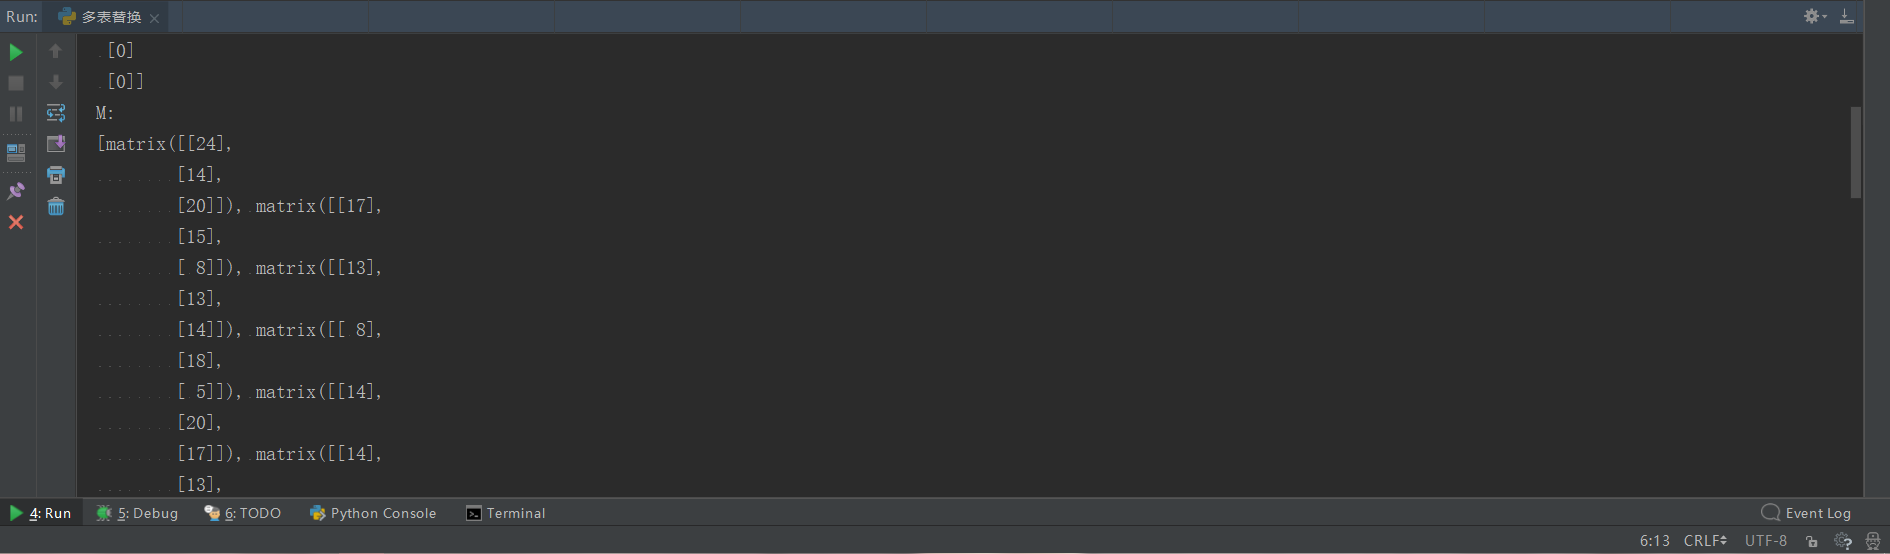 Run: 多表替换
[0]
[0]]
M:
[matrix([[24],
[14],
[20]]), matrix([[17],
[15],
[ 8]]), matrix([[13],
[13],
[14]]), matrix([[ 8],
[18],
[ 5]]), matrix([[14],
[20],
[17]]), matrix([[14],
[13],
4: Run 5: Debug 6: TODO Python Console Terminal Event Log
6:13 CRLF UTF-8